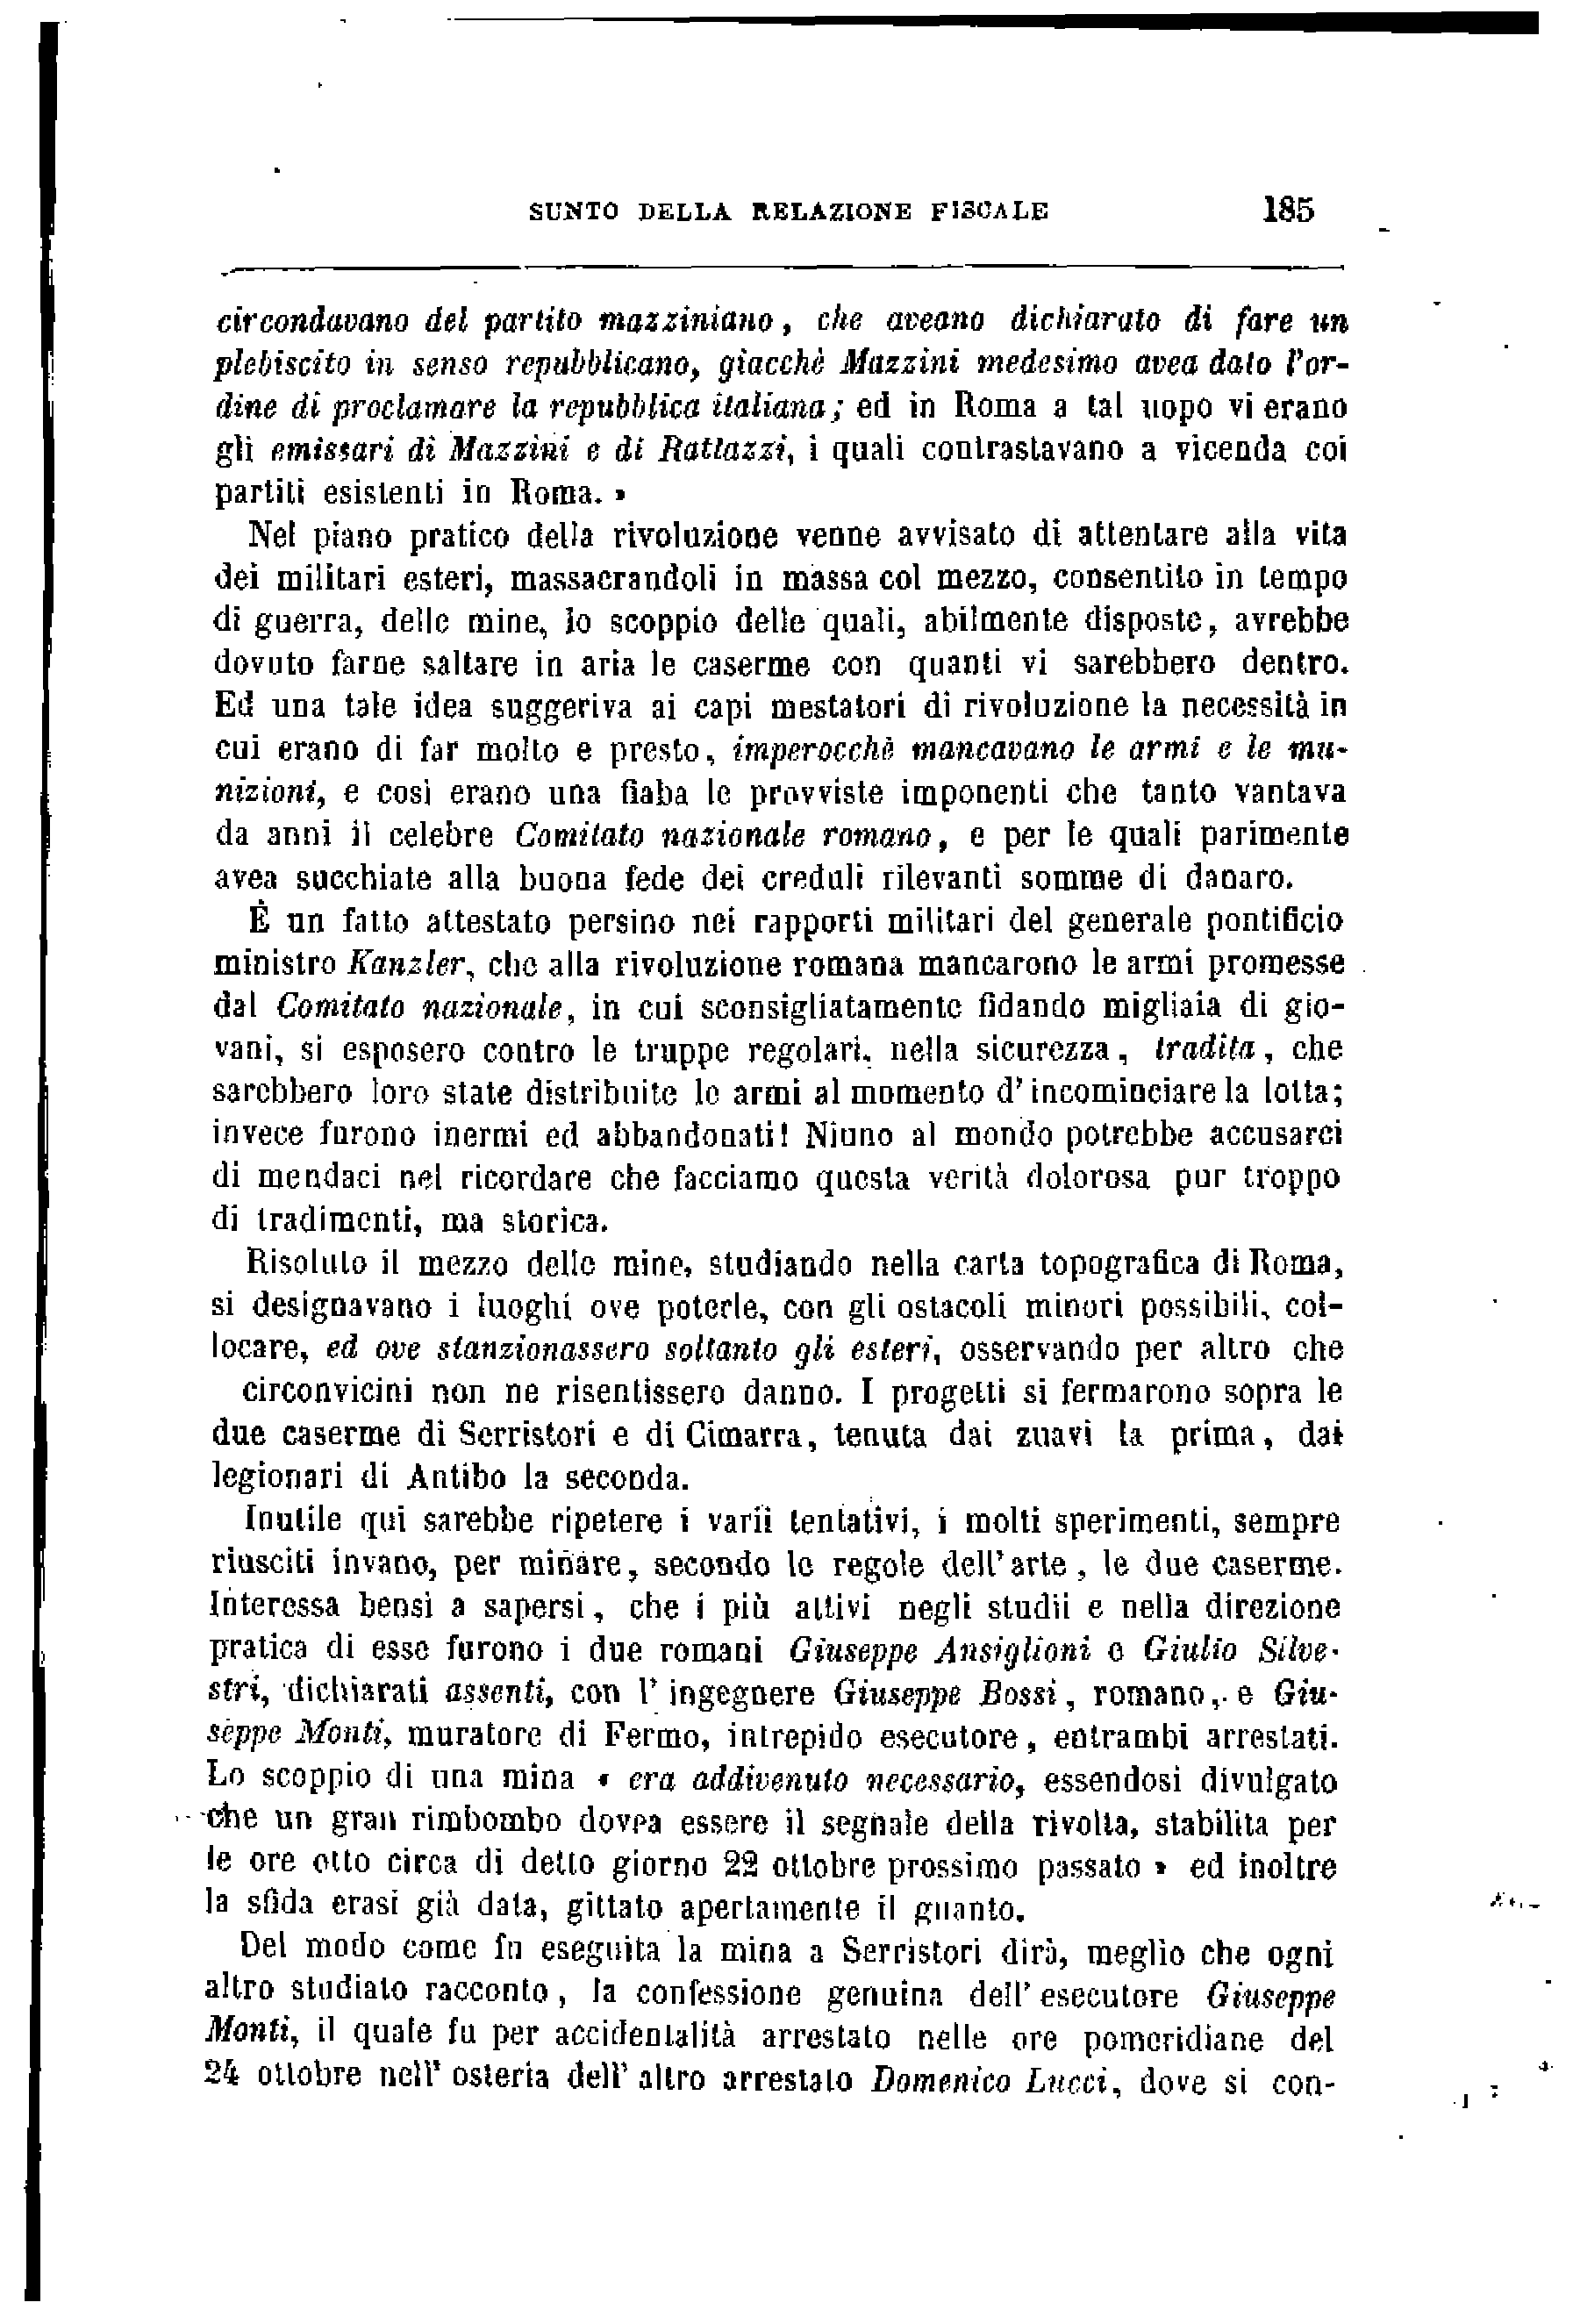 SUNTO DELLA RELAZIONE FISCALE 185
circondavano del partito mazziniano, che aveano dichiarato di fare un
plebiscito in senso repubblicano, giacchè Mazzini medesimo avea dato l'or-
dine di proclamare la repubblica italiana; ed in Roma a tal uopo vi erano
gli emissari di Mazzini e di Rattazzi, i quali contrastavano a vicenda coi
partiti esistenti in Roma. »
Nel piano pratico della rivoluzione venne avvisato di attentare alla vita
dei militari esteri, massacrandoli in massa col mezzo, consentito in tempo
di guerra, delle mine, lo scoppio delle quali, abilmente disposte, avrebbe
dovuto farne saltare in aria le caserme con quanti vi sarebbero dentro.
Ed una tale idea suggeriva ai capi mestatori di rivoluzione la necessità in
cui erano di far molto e presto, imperocchè mancavano le armi e le mu-
nizioni, e così erano una fiaba le provviste imponenti che tanto vantava
da anni il celebre Comitato nazionale romano, e per le quali parimente
avea succhiate alla buona fede dei creduli rilevanti somme di danaro.
È un fatto attestato persino nei rapporti militari del generale pontificio
ministro Kanzler, che alla rivoluzione romana mancarono le armi promesse
dal Comitato nazionale, in cui sconsigliatamente fidando migliaia di gio-
vani, si esposero contro le truppe regolari, nella sicurezza, tradita, che
sarebbero loro state distribuite le armi al momento d'incominciare la lotta;
invece furono inermi ed abbandonati! Niuno al mondo potrebbe accusarci
di mendaci nel ricordare che facciamo questa verità dolorosa pur troppo
di tradimenti, ma storica.
Risoluto il mezzo delle mine, studiando nella carta topografica di Roma,
si designavano i luoghi ove poterle, con gli ostacoli minori possibili, col-
locare, ed ove stanzionassero soltanto gli esteri, osservando per altro che
circonvicini non ne risentissero danno. I progetti si fermarono sopra le
due caserme di Serristori e di Cimarra, tenuta dai zuavi la prima, dai
legionari di Antibo la seconda.
Inutile qui sarebbe ripetere i varii tentativi, i molti sperimenti, sempre
riusciti invano, per minare, secondo le regole dell'arte, le due caserme.
Interessa bensì a sapersi, che i più attivi negli studii e nella direzione
pratica di esse furono i due romani Giuseppe Ansiglioni e Giulio Silve-
stri, dichiarati assenti, con l'ingegnere Giuseppe Bossi, romano, e Giu-
seppe Monti, muratore di Fermo, intrepido esecutore, entrambi arrestati.
Lo scoppio di una mina « era addivenuto necessario, essendosi divulgato
che un gran rimbombo dovea essere il segnale della rivolta, stabilita per
le ore otto circa di detto giorno 22 ottobre prossimo passato » ed inoltre
la sfida erasi già data, gittato apertamente il guanto.
Del modo come fu eseguita la mina a Serristori dirà, meglio che ogni
altro studiato racconto, la confessione genuina dell'esecutore Giuseppe
Monti, il quale fu per accidentalità arrestato nelle ore pomeridiane del
24 ottobre nell'osteria dell'altro arrestato Domenico Lucci, dove si con-